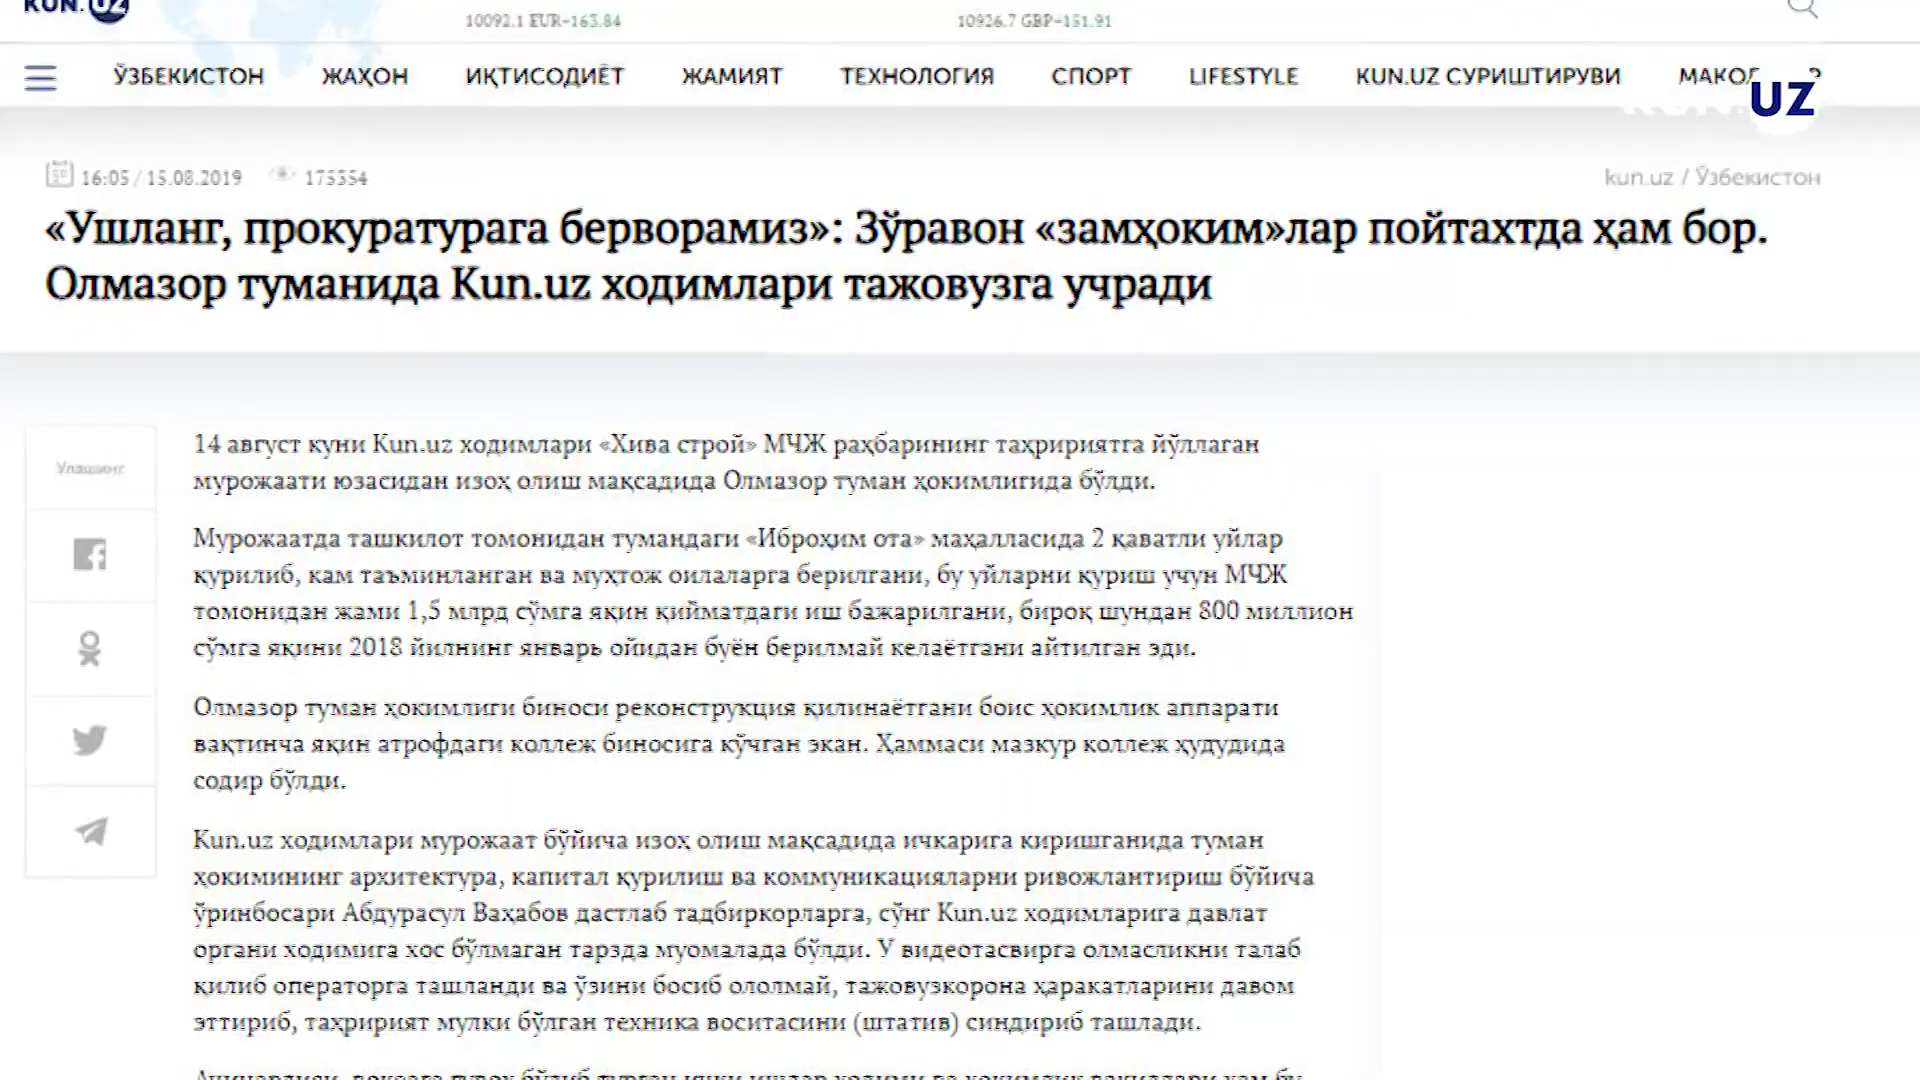 KUN.UZ
10092.1 EUR-163.84
10926.7 GBP-151.91
ЎЗБЕКИСТОН
ЖАҲОН
ИҚТИСОДИЁТ
ЖАМИЯТ
ТЕХНОЛОГИЯ
СПОРТ
LIFESTYLE
KUN.UZ СУРИШТИРУВИ
KUN.UZ
16:05 / 15.08.2019
175354
kun.uz / Ўзбекистон
«Ушланг, прокуратурага берворамиз»: Зўравон «замҳоким»лар пойтахтда ҳам бор.
Олмазор туманида Kun.uz ходимлари тажовузга учради
Улашинг
14 август куни Kun.uz ходимлари «Хива строй» МЧЖ раҳбарининг таҳририятга йўллаган
мурожаати юзасидан изоҳ олиш мақсадида Олмазор туман ҳокимлигида бўлди.
Мурожаатда ташкилот томонидан тумандаги «Иброҳим ота» маҳалласида 2 қаватли уйлар
қурилиб, кам таъминланган ва муҳтож оилаларга берилгани, бу уйларни қуриш учун МЧЖ
томонидан жами 1,5 млрд сўмга яқин қийматдаги иш бажарилгани, бироқ шундан 800 миллион
сўмга яқини 2018 йилнинг январь ойидан буён берилмай келаётгани айтилган эди.
Олмазор туман ҳокимлиги биноси реконструкция қилинаётгани боис ҳокимлик аппарати
вақтинча яқин атрофдаги коллеж биносига кўчган экан. Ҳаммаси мазкур коллеж ҳудудида
содир бўлди.
Kun.uz ходимлари мурожаат бўйича изоҳ олиш мақсадида ичкарига киришганида туман
ҳокимининг архитектура, капитал қурилиш ва коммуникацияларни ривожлантириш бўйича
ўринбосари Абдурасул Ваҳабов дастлаб тадбиркорларга, сўнг Kun.uz ходимларига давлат
органи ходимига хос бўлмаган тарзда муомалада бўлди. У видеотасвирга олмасликни талаб
қилиб операторга ташланди ва ўзини босиб ололмай, тажовузкорона ҳаракатларини давом
эттириб, таҳририят мулки бўлган техника воситасини (штатив) синдириб ташлади.